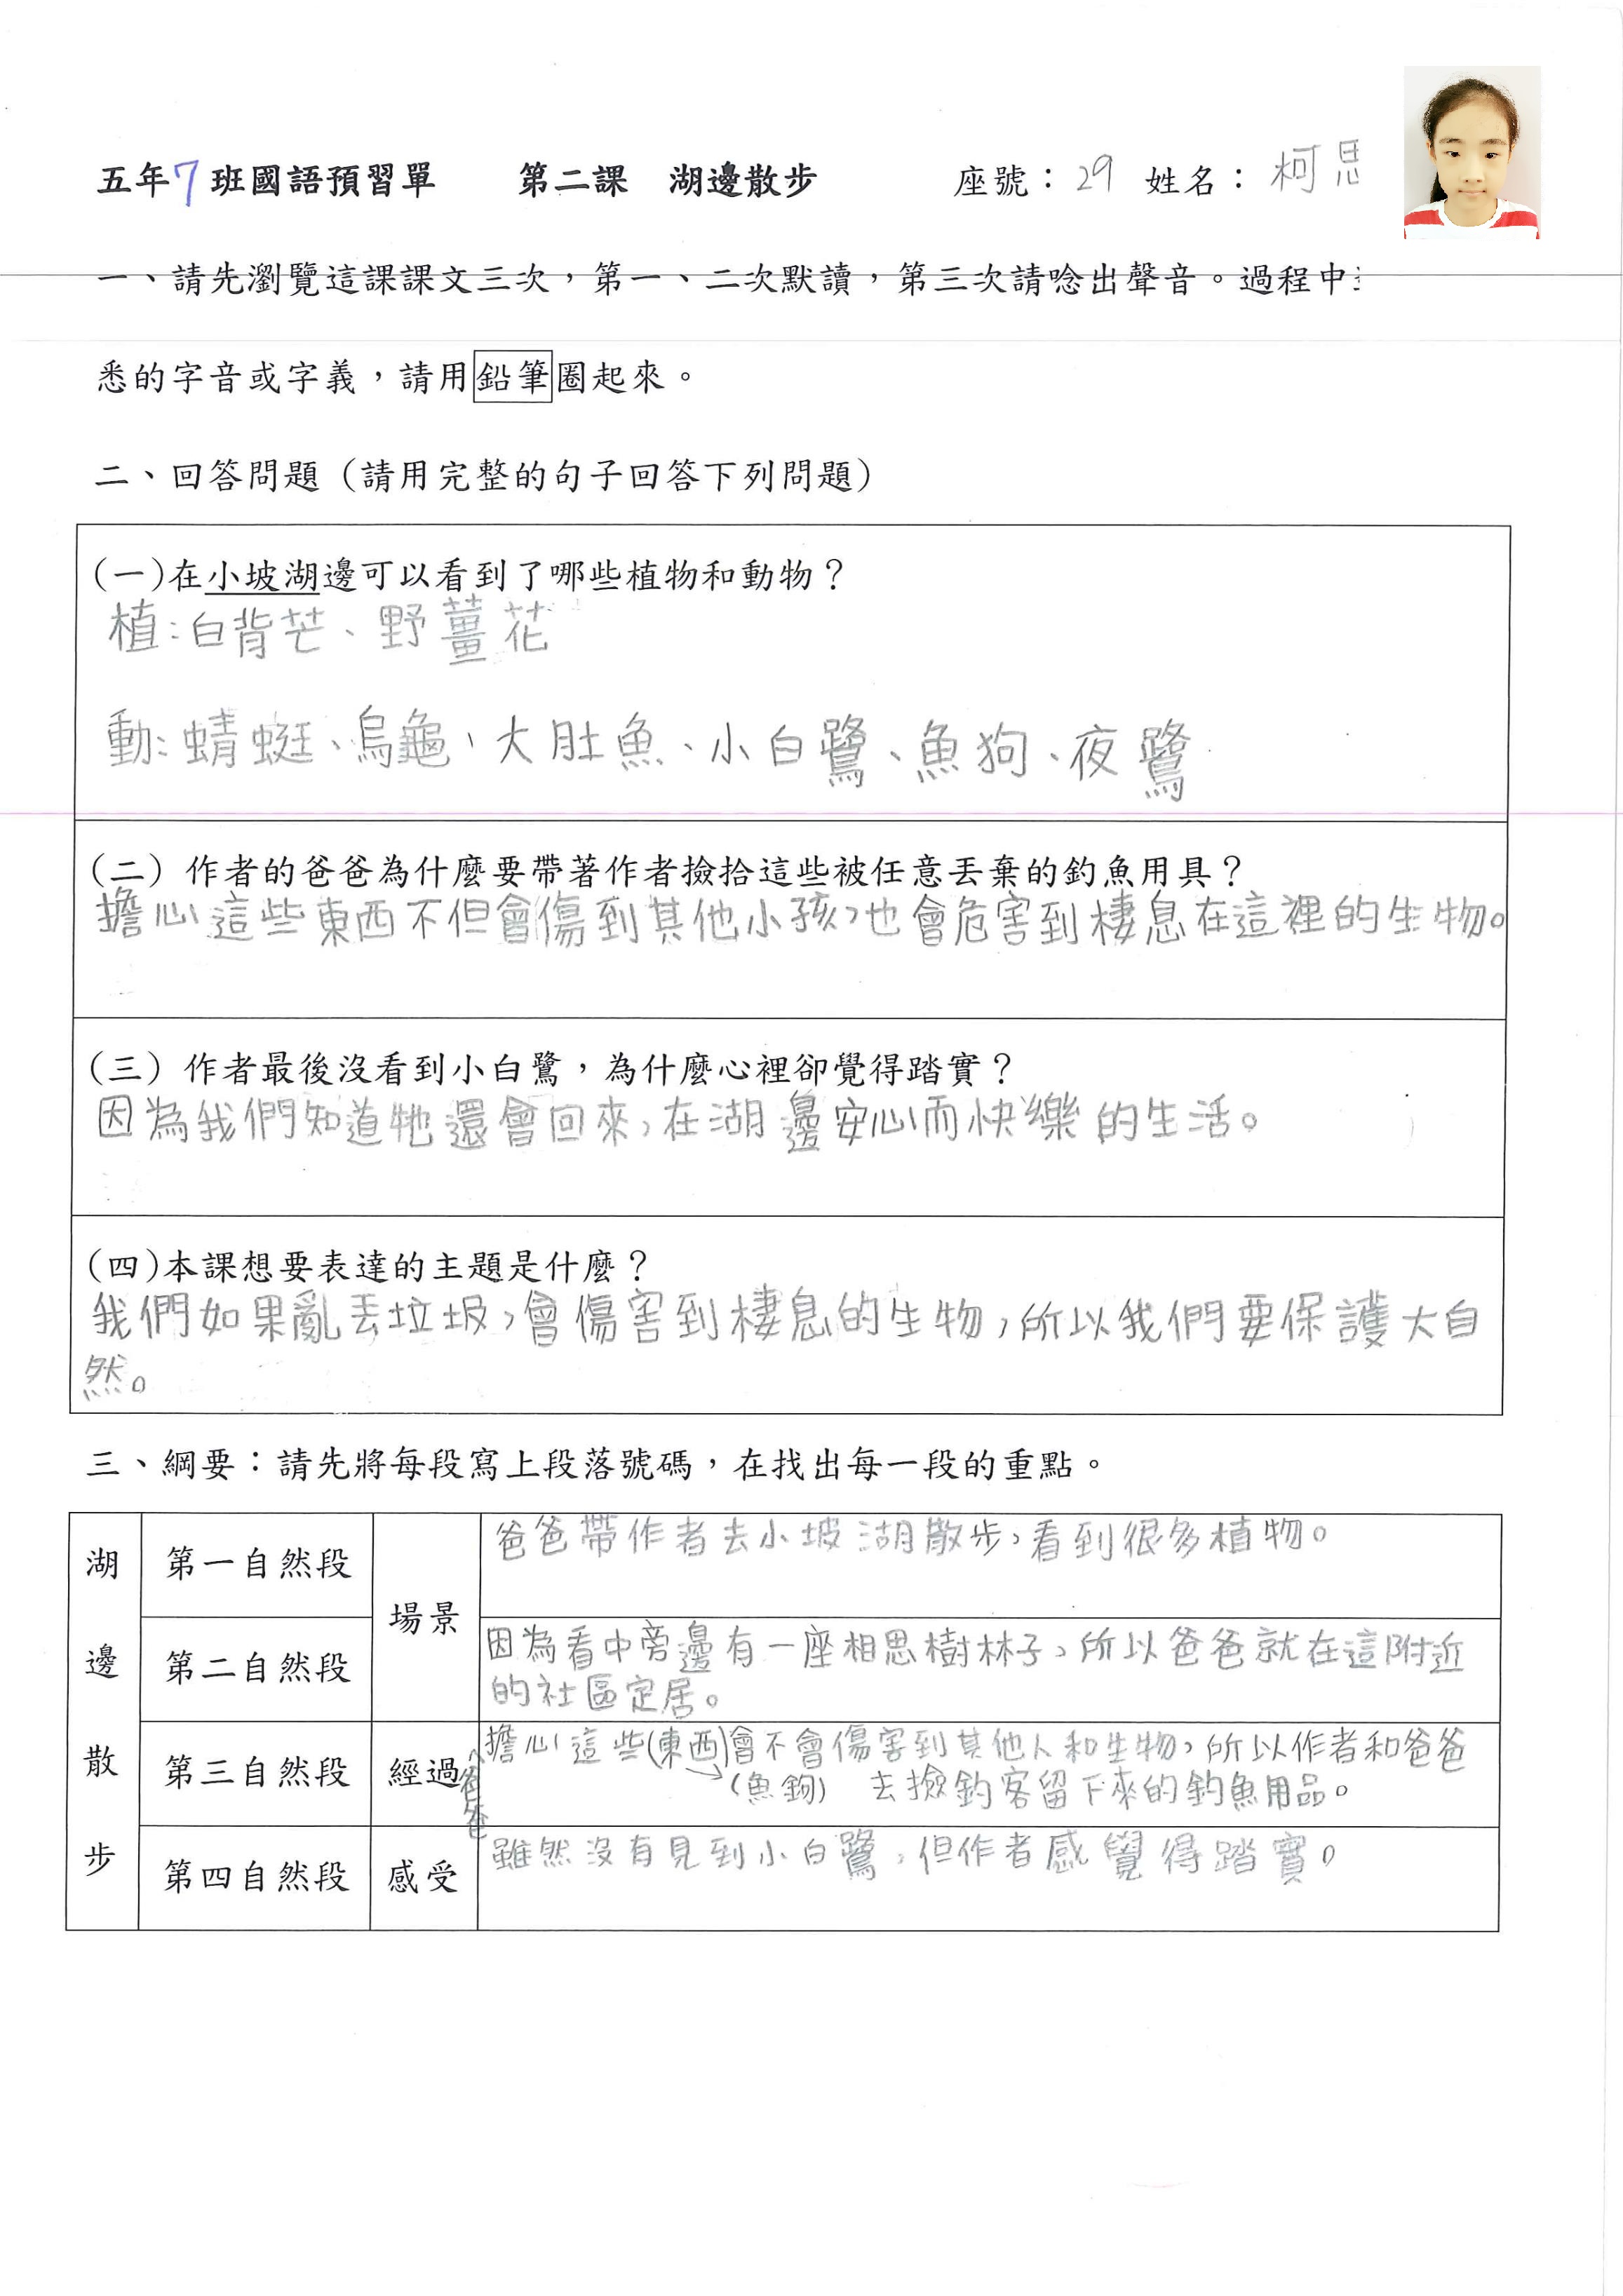 五年7班國語預習單 第二課 湖邊散步 座號：29 姓名：柯思
一、請先瀏覽這課課文三次，第一、二次默讀，第三次請唸出聲音。過程中
悉的字音或字義，請用鉛筆圈起來。
二、回答問題（請用完整的句子回答下列問題）
(一)在小坡湖邊可以看到了哪些植物和動物？
植：白背芒、野薑花
動：蜻蜓、烏龜、大肚魚、小白鷺、魚狗、夜鷺
(二) 作者的爸爸為什麼要帶著作者撿拾這些被任意丟棄的釣魚用具？
擔心這些東西不但會傷到其他小孩，也會危害到棲息在這裡的生物。
(三) 作者最後沒看到小白鷺，為什麼心裡卻覺得踏實？
因為我們知道牠還會回來，在湖邊安心而快樂的生活。
(四)本課想要表達的主題是什麼？
我們如果亂丟垃圾，會傷害到棲息的生物，所以我們要保護大自
然。
三、綱要：請先將每段寫上段落號碼，在找出每一段的重點。
湖邊散步
第一自然段 場景 爸爸帶作者去小坡湖散步，看到很多植物。
第二自然段 因為看中旁邊有一座相思樹林子，所以爸爸就在這附近
的社區定居。
第三自然段 經過 爸爸擔心這些(東西)會不會傷害到其他人和生物，所以作者和爸爸
(魚鉤) 去撿釣客留下來的釣魚用品。
第四自然段 感受 雖然沒有見到小白鷺，但作者感覺得踏實。